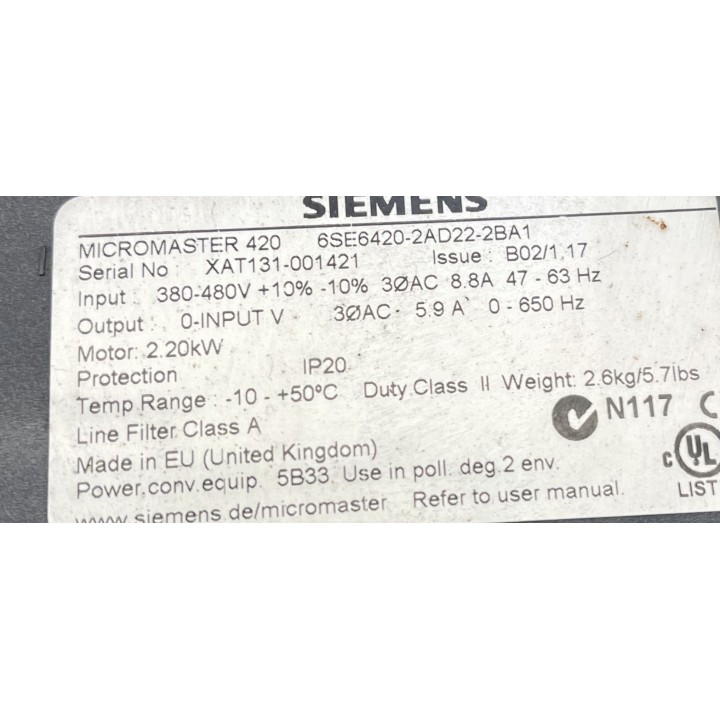 SIEMENS
MICROMASTER 420 6SE6420-2AD22-2BA1
Serial No : XAT131-001421 Issue : B02/1.17
Input : 380-480V +10% -10% 3ØAC 8.8A 47 - 63 Hz
Output : 0-INPUT V 3ØAC 5.9 A 0 - 650 Hz
Motor: 2.20kW
Protection IP20
Temp Range : -10 - +50°C Duty Class II Weight: 2.6kg/5.7lbs
Line Filter Class A N117
Made in EU (United Kingdom) c UL
Power.conv.equip. 5B33. Use in poll. deg.2 env. LIST
www.siemens.de/micromaster Refer to user manual.